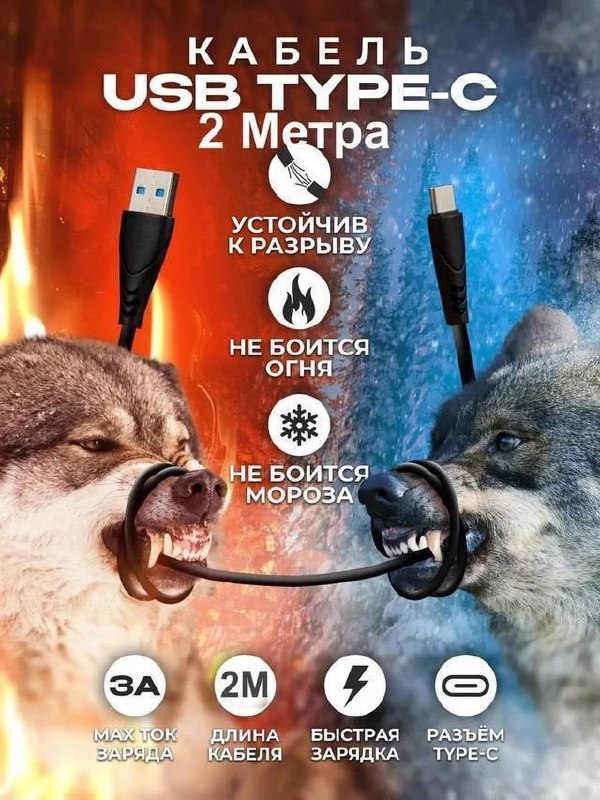 КАБЕЛЬ
USB TYPE-C
2 Метра
УСТОЙЧИВ
К РАЗРЫВУ
НЕ БОИТСЯ
ОГНЯ
НЕ БОИТСЯ
МОРОЗА
3A
2М
MAX ТОК
ЗАРЯДА
ДЛИНА
КАБЕЛЯ
БЫСТРАЯ
ЗАРЯДКА
РАЗЪЁМ
TYPE-C